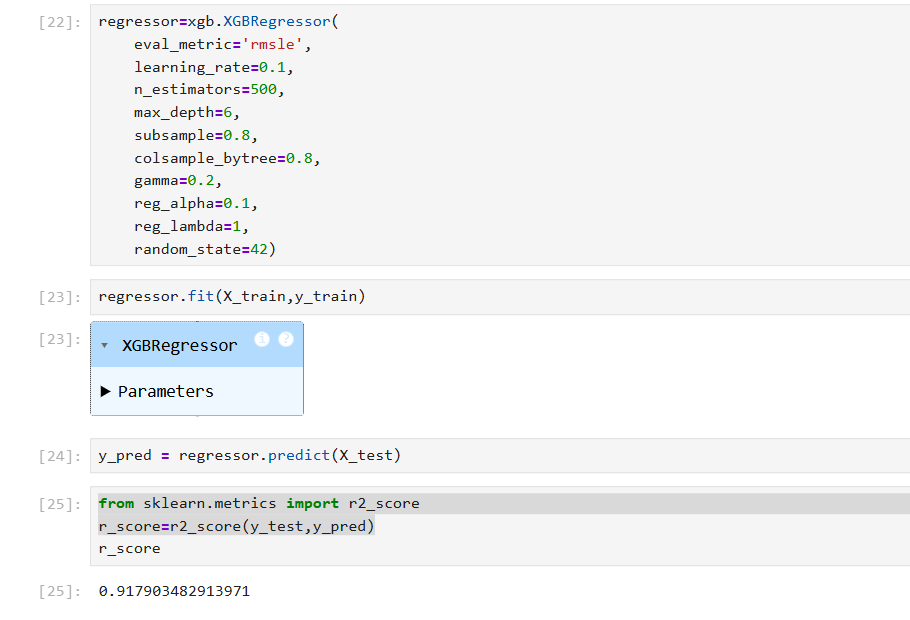 [22]: regressor=xgb.XGBRegressor(
eval_metric='rmsle',
learning_rate=0.1,
n_estimators=500,
max_depth=6,
subsample=0.8,
colsample_bytree=0.8,
gamma=0.2,
reg_alpha=0.1,
reg_lambda=1,
random_state=42)
[23]: regressor.fit(X_train,y_train)
[23]: ▾ XGBRegressor i ?
▶ Parameters
[24]: y_pred = regressor.predict(X_test)
[25]: from sklearn.metrics import r2_score
r_score=r2_score(y_test,y_pred)
r_score
[25]: 0.917903482913971